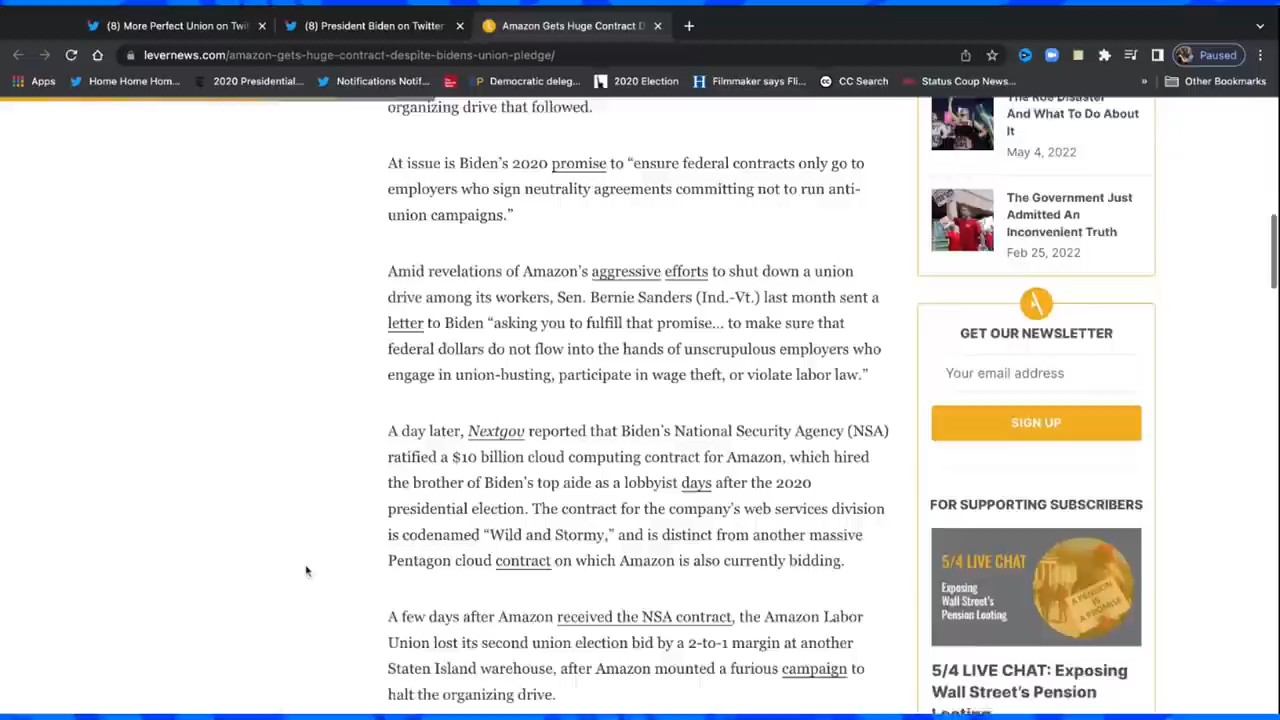 (8) More Perfect Union on Twit
(8) President Biden on Twitter
Amazon Gets Huge Contract D
levernews.com/amazon-gets-huge-contract-despite-bidens-union-pledge/
Paused
Apps
Home Home Hom...
2020 Presidential...
Notifications Notif...
Democratic deleg...
2020 Election
Filmmaker says Fli...
CC Search
Status Coup News...
»
Other Bookmarks
organizing drive that followed.
At issue is Biden's 2020 promise to “ensure federal contracts only go to
employers who sign neutrality agreements committing not to run anti-
union campaigns.”
Amid revelations of Amazon's aggressive efforts to shut down a union
drive among its workers, Sen. Bernie Sanders (Ind.-Vt.) last month sent a
letter to Biden “asking you to fulfill that promise... to make sure that
federal dollars do not flow into the hands of unscrupulous employers who
engage in union-busting, participate in wage theft, or violate labor law.”
A day later, Nextgov reported that Biden's National Security Agency (NSA)
ratified a $10 billion cloud computing contract for Amazon, which hired
the brother of Biden's top aide as a lobbyist days after the 2020
presidential election. The contract for the company's web services division
is codenamed “Wild and Stormy,” and is distinct from another massive
Pentagon cloud contract on which Amazon is also currently bidding.
A few days after Amazon received the NSA contract, the Amazon Labor
Union lost its second union election bid by a 2-to-1 margin at another
Staten Island warehouse, after Amazon mounted a furious campaign to
halt the organizing drive.
The Roe Disaster
And What To Do About
It
May 4, 2022
The Government Just
Admitted An
Inconvenient Truth
Feb 25, 2022
GET OUR NEWSLETTER
Your email address
SIGN UP
FOR SUPPORTING SUBSCRIBERS
5/4 LIVE CHAT
Exposing
Wall Street's
Pension Looting
A PENSION
IS
A PROMISE
5/4 LIVE CHAT: Exposing
Wall Street's Pension
Looting